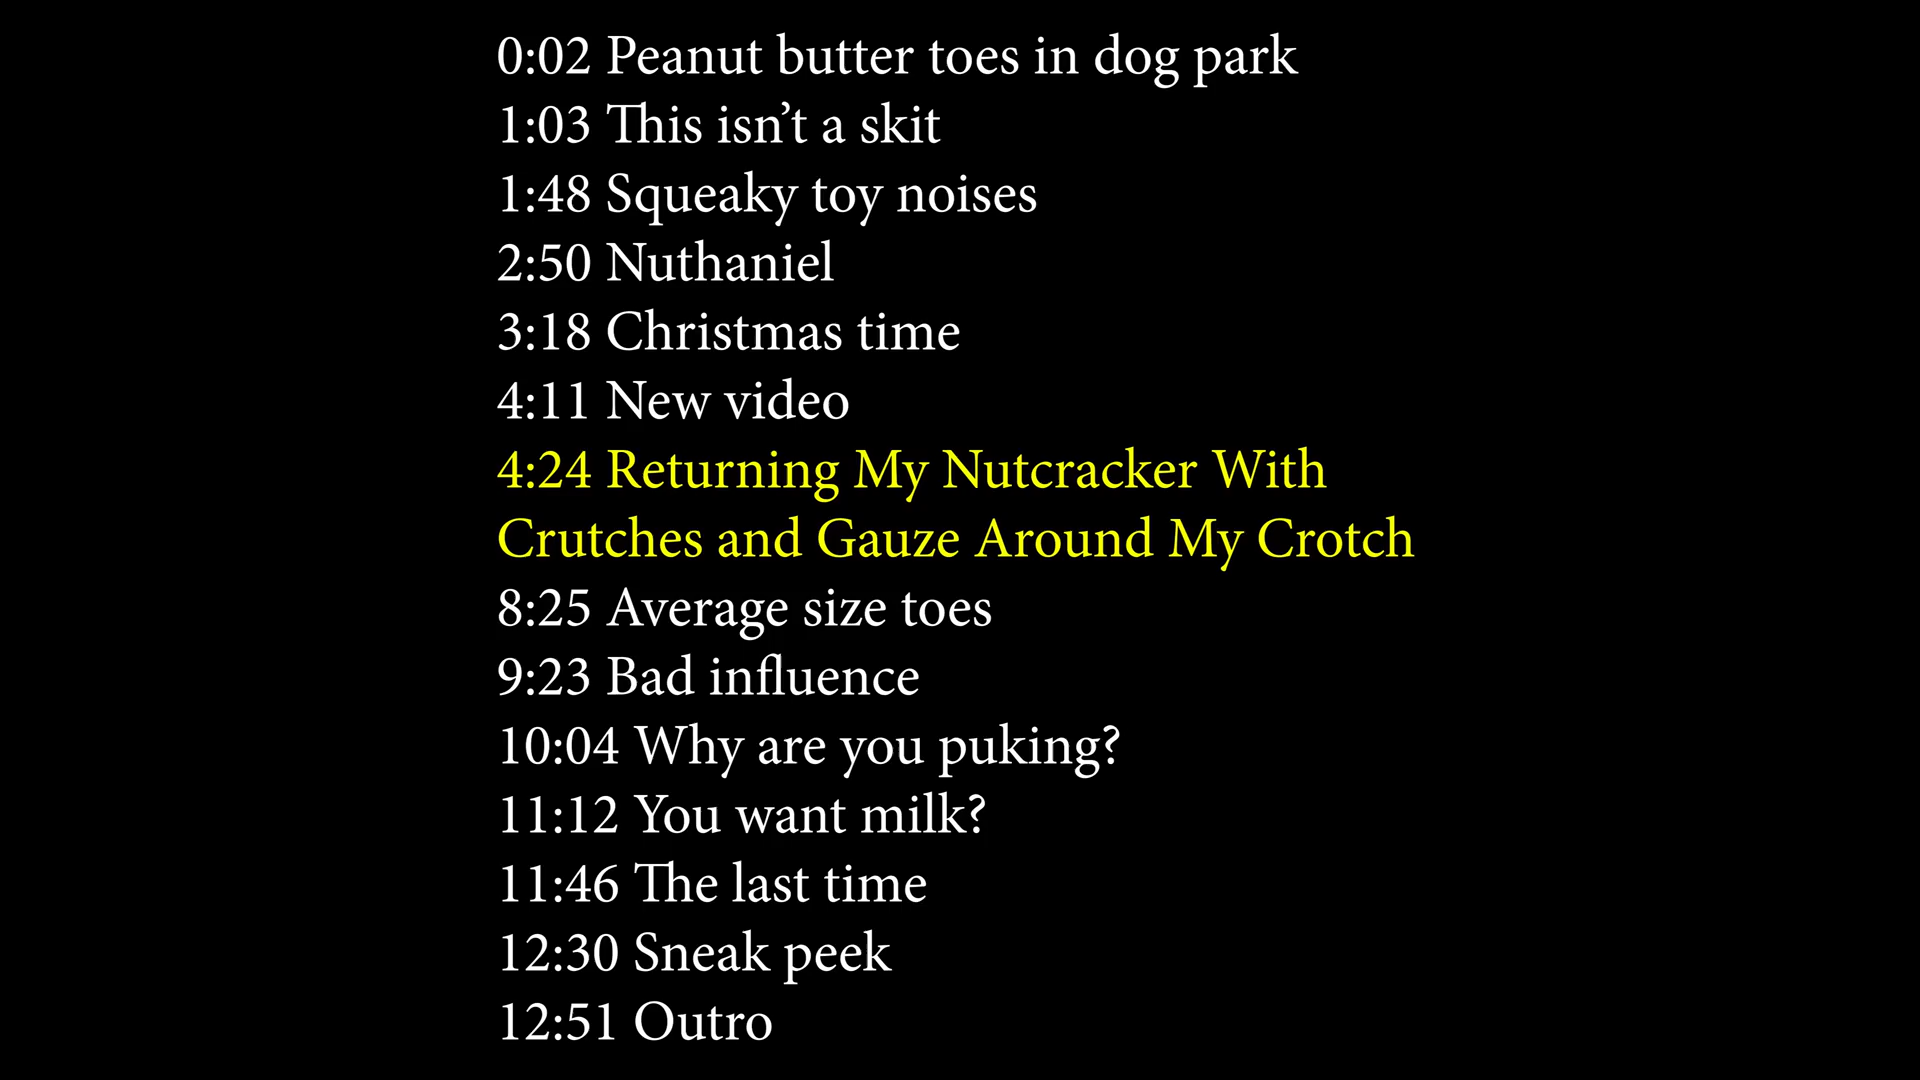 0:02 Peanut butter toes in dog park
1:03 This isn’t a skit
1:48 Squeaky toy noises
2:50 Nuthaniel
3:18 Christmas time
4:11 New video
4:24 Returning My Nutcracker With
Crutches and Gauze Around My Crotch
8:25 Average size toes
9:23 Bad influence
10:04 Why are you puking?
11:12 You want milk?
11:46 The last time
12:30 Sneak peek
12:51 Outro